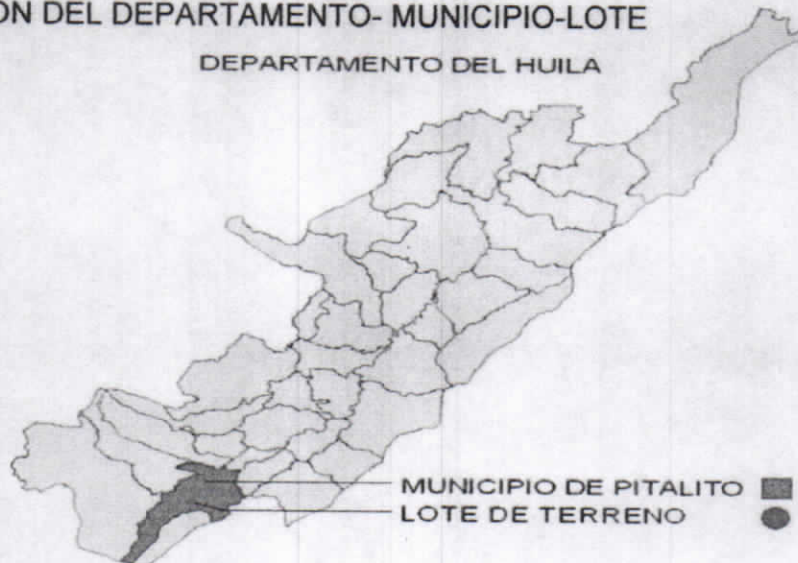 ON DEL DEPARTAMENTO- MUNICIPIO-LOTE
DEPARTAMENTO DEL HUILA
MUNICIPIO DE PITALITO
LOTE DE TERRENO